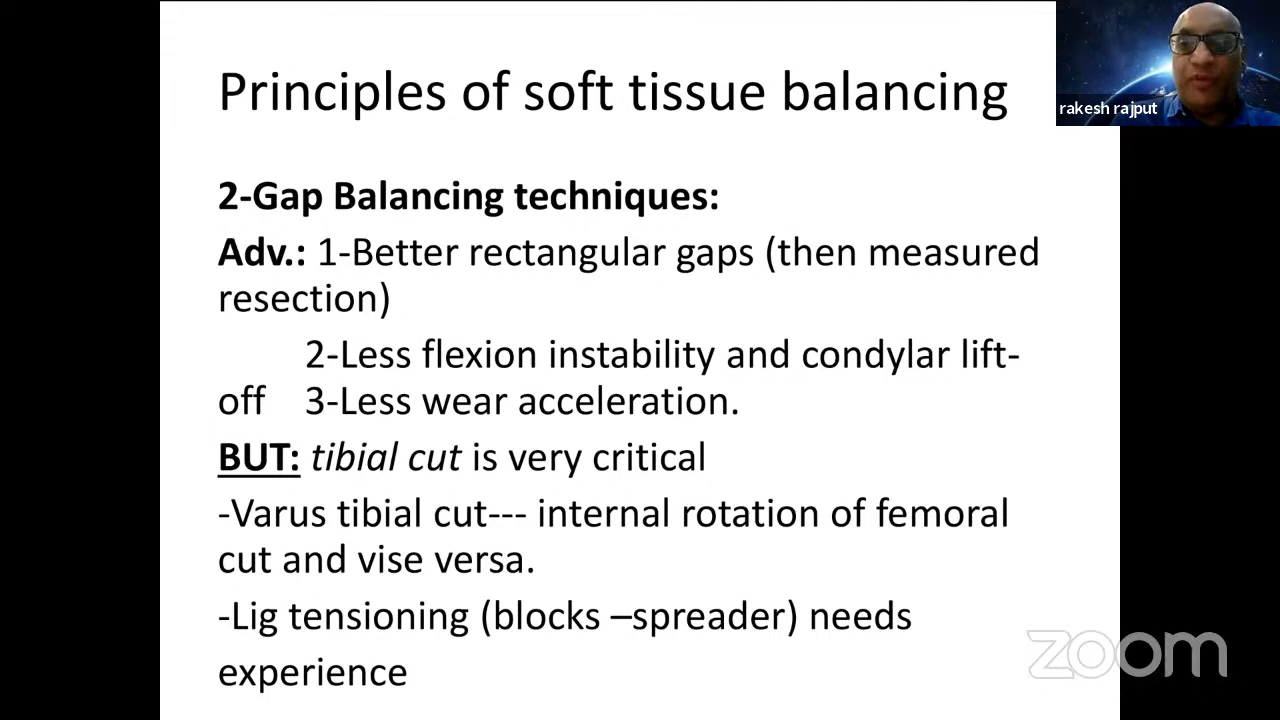 Principles of soft tissue balancing
rakesh rajput
2-Gap Balancing techniques:
Adv.: 1-Better rectangular gaps (then measured
resection)
2-Less flexion instability and condylar lift-
off 3-Less wear acceleration.
BUT: tibial cut is very critical
-Varus tibial cut--- internal rotation of femoral
cut and vise versa.
-Lig tensioning (blocks –spreader) needs
experience
zoom